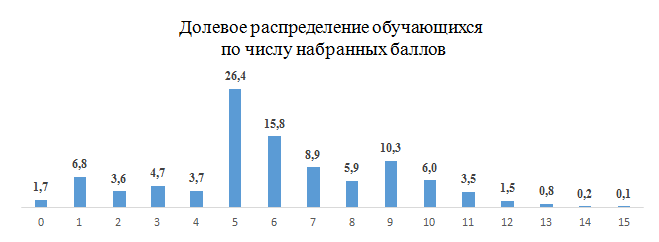 Долевое распределение обучающихся
по числу набранных баллов
1,7 6,8 3,6 4,7 3,7 26,4 15,8 8,9 5,9 10,3 6,0 3,5 1,5 0,8 0,2 0,1
0 1 2 3 4 5 6 7 8 9 10 11 12 13 14 15